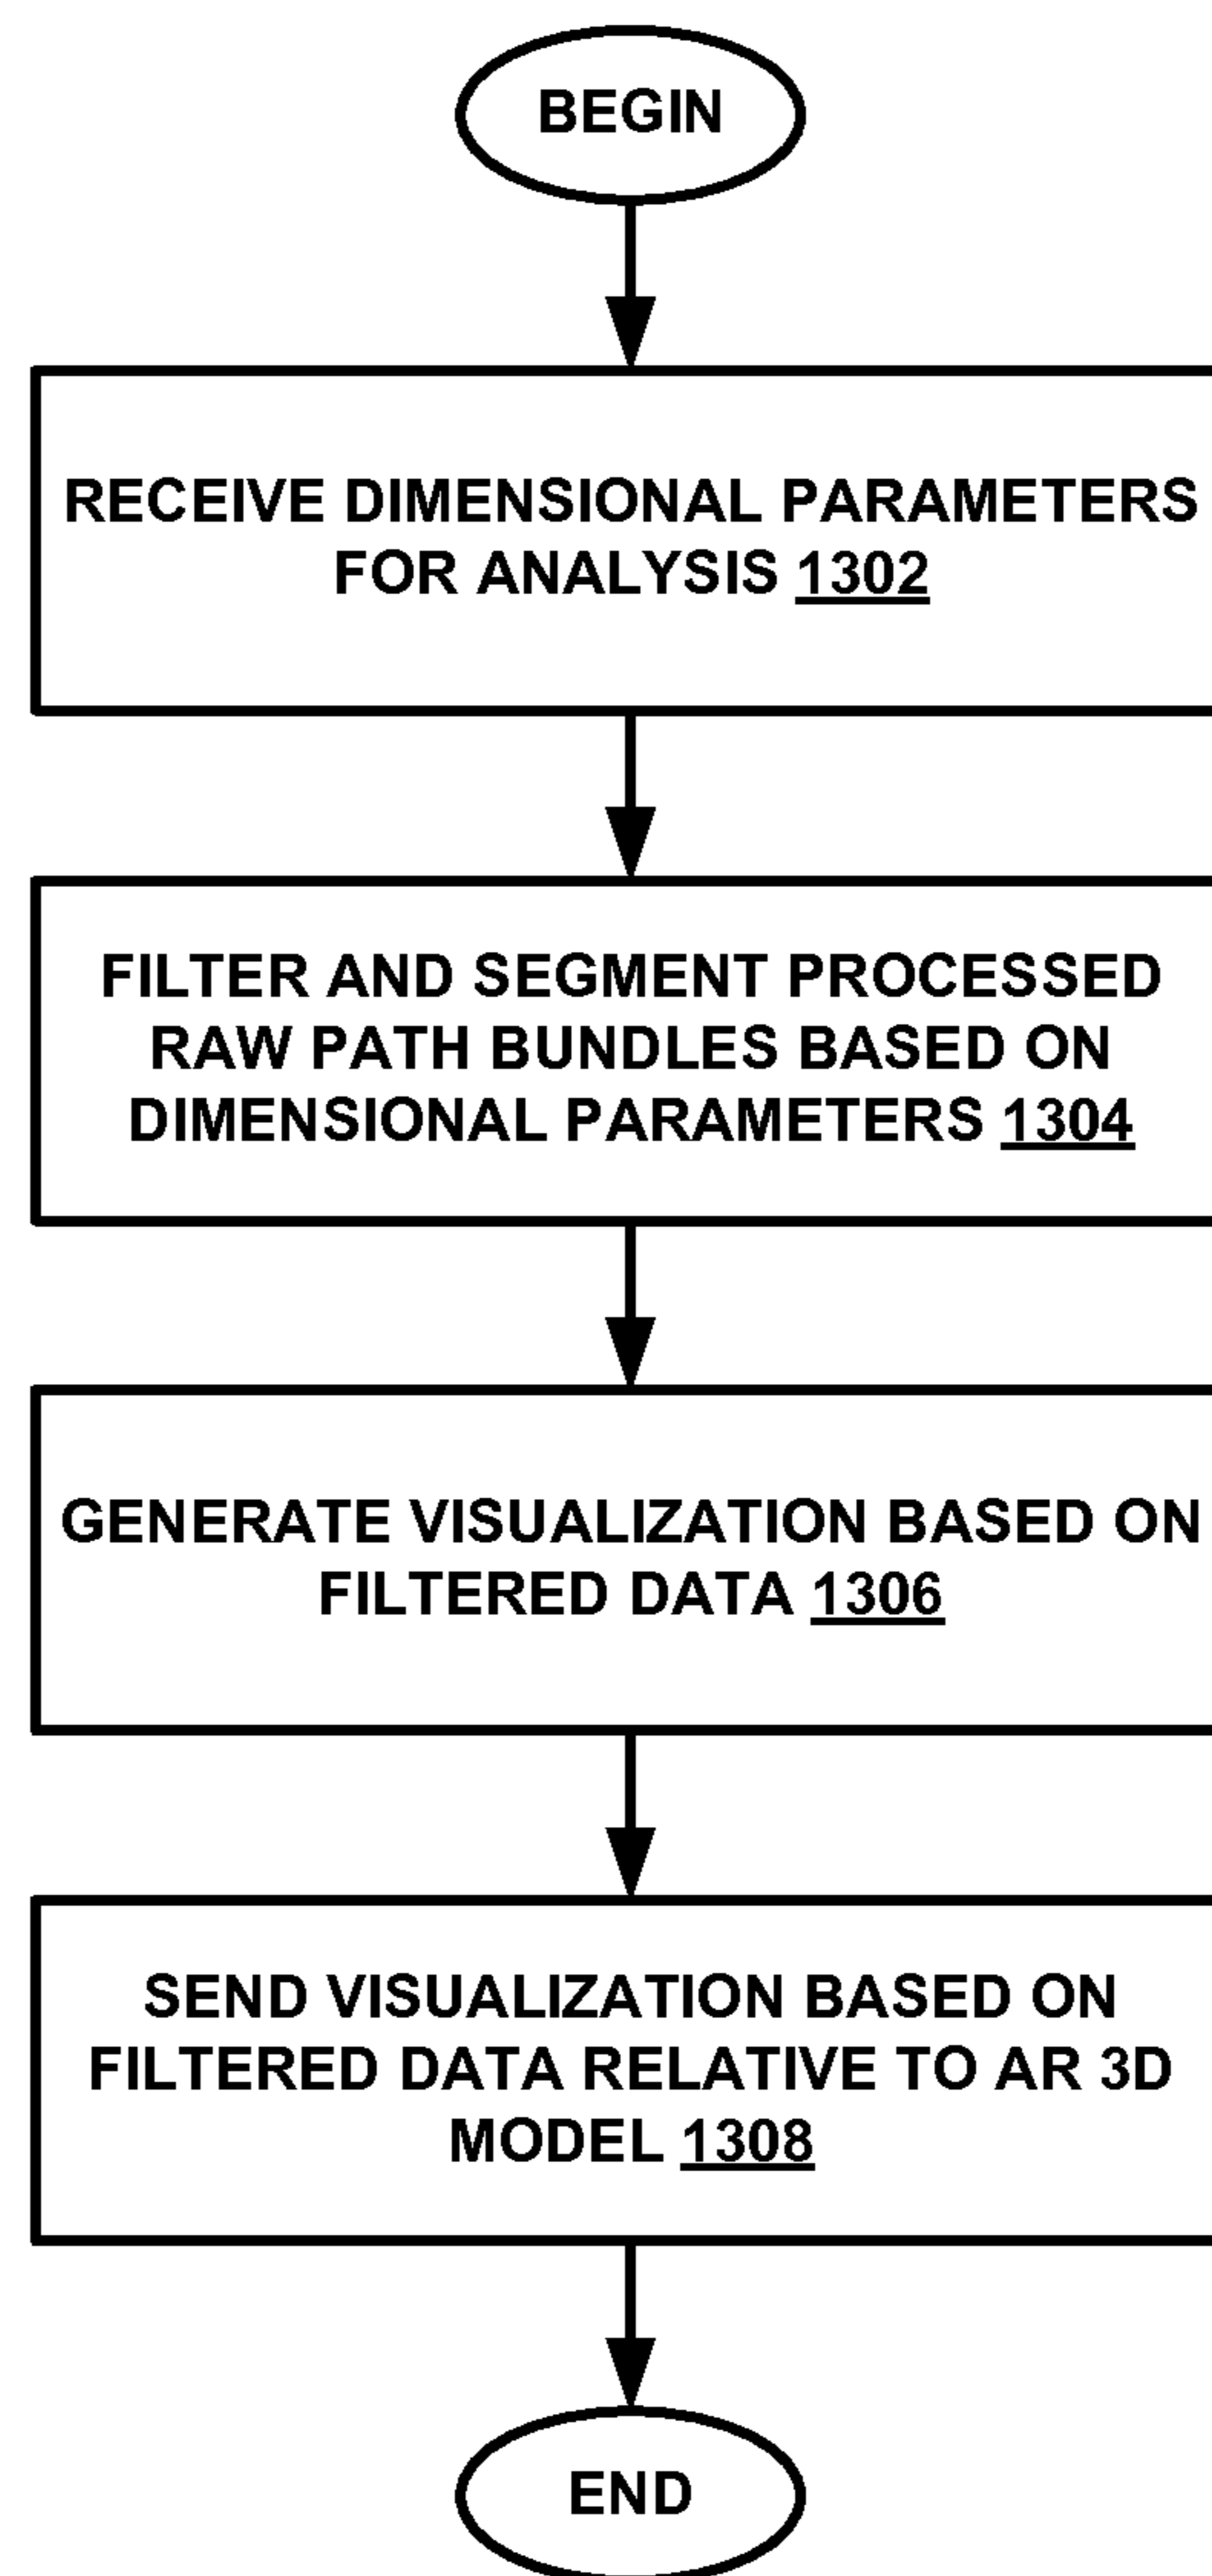 BEGIN
RECEIVE DIMENSIONAL PARAMETERS
FOR ANALYSIS 1302
FILTER AND SEGMENT PROCESSED
RAW PATH BUNDLES BASED ON
DIMENSIONAL PARAMETERS 1304
GENERATE VISUALIZATION BASED ON
FILTERED DATA 1306
SEND VISUALIZATION BASED ON
FILTERED DATA RELATIVE TO AR 3D
MODEL 1308
END